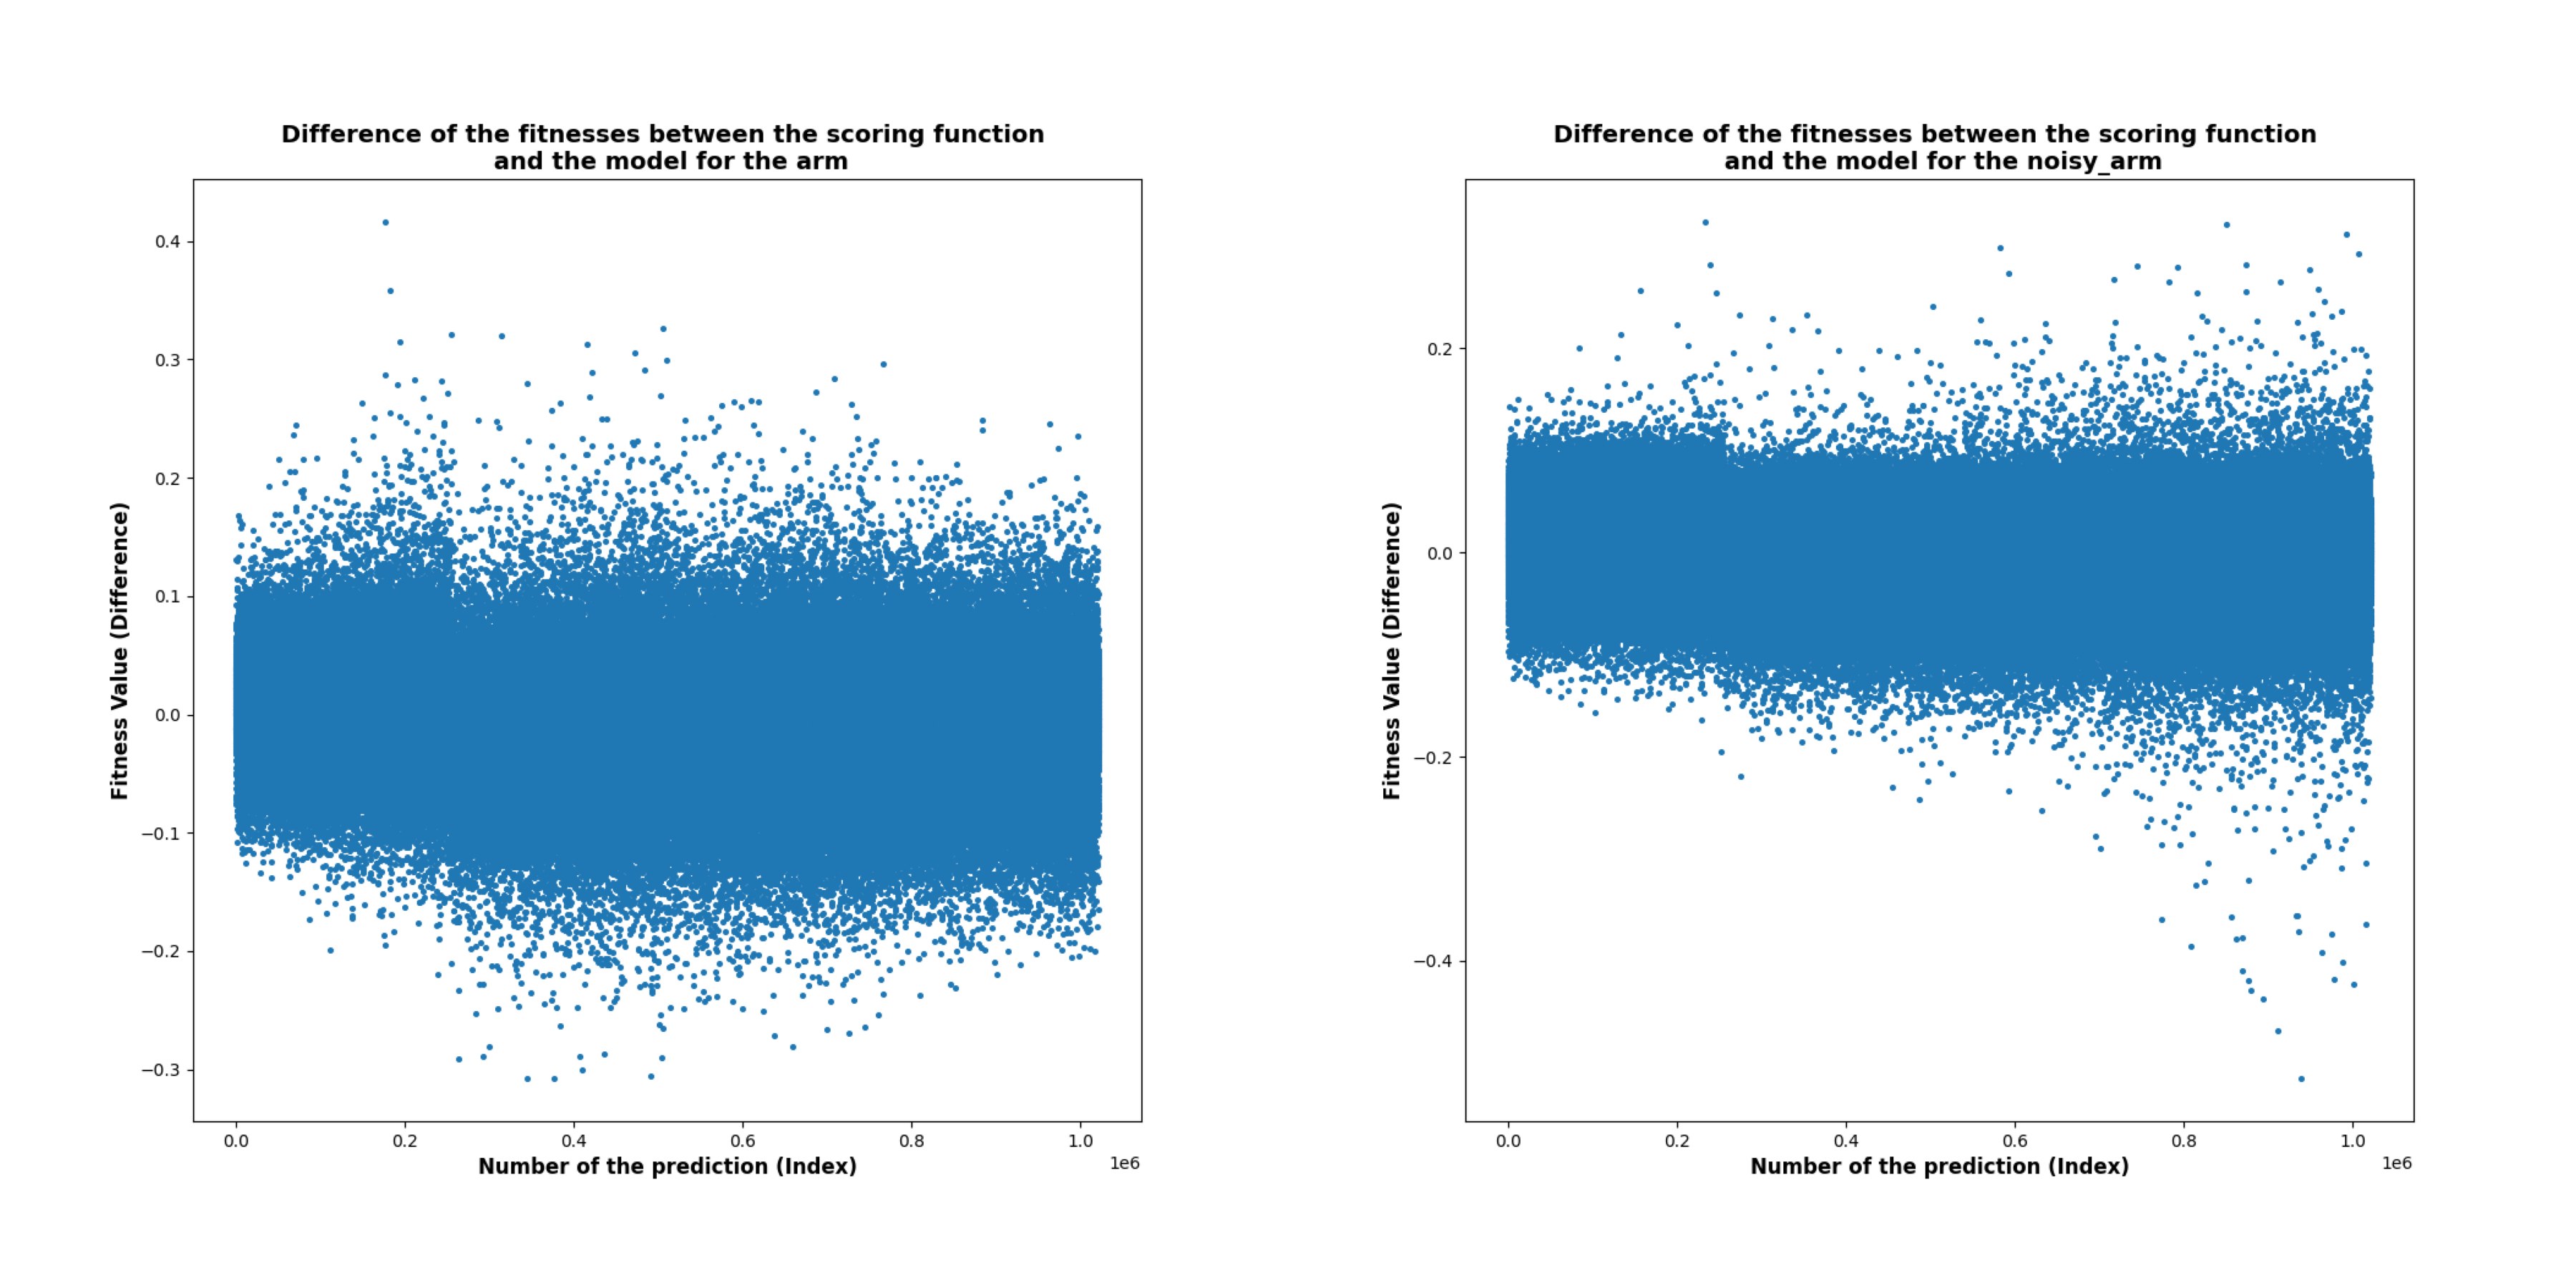 Difference of the fitnesses between the scoring function
and the model for the arm
Fitness Value (Difference)
0.4
0.3
0.2
0.1
0.0
−0.1
−0.2
−0.3
0.0 0.2 0.4 0.6 0.8 1.0
1e6
Number of the prediction (Index)
Difference of the fitnesses between the scoring function
and the model for the noisy_arm
Fitness Value (Difference)
0.2
0.0
−0.2
−0.4
0.0 0.2 0.4 0.6 0.8 1.0
1e6
Number of the prediction (Index)